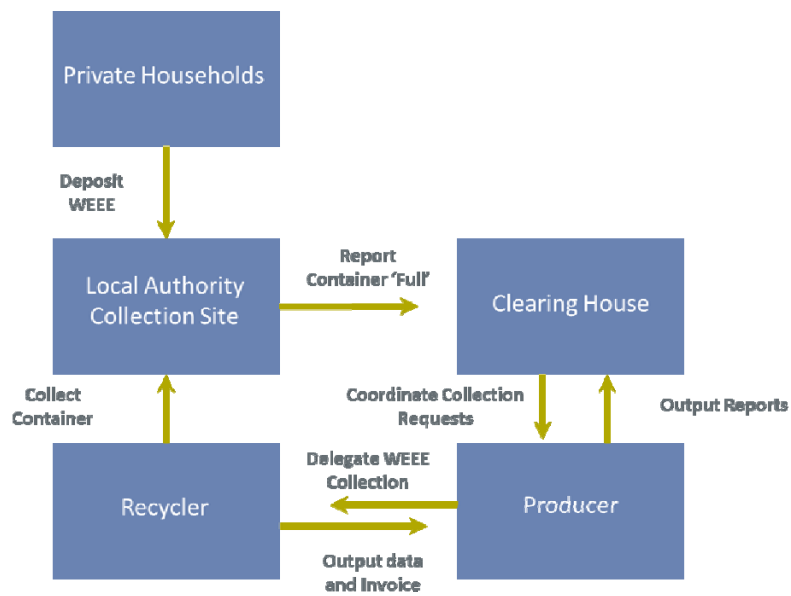 Private Households
Deposit
WEEE
Local Authority
Collection Site
Report
Container ‘Full’
Clearing House
Collect
Container
Coordinate Collection
Requests
Output Reports
Recycler
Delegate WEEE
Collection
Producer
Output data
and Invoice